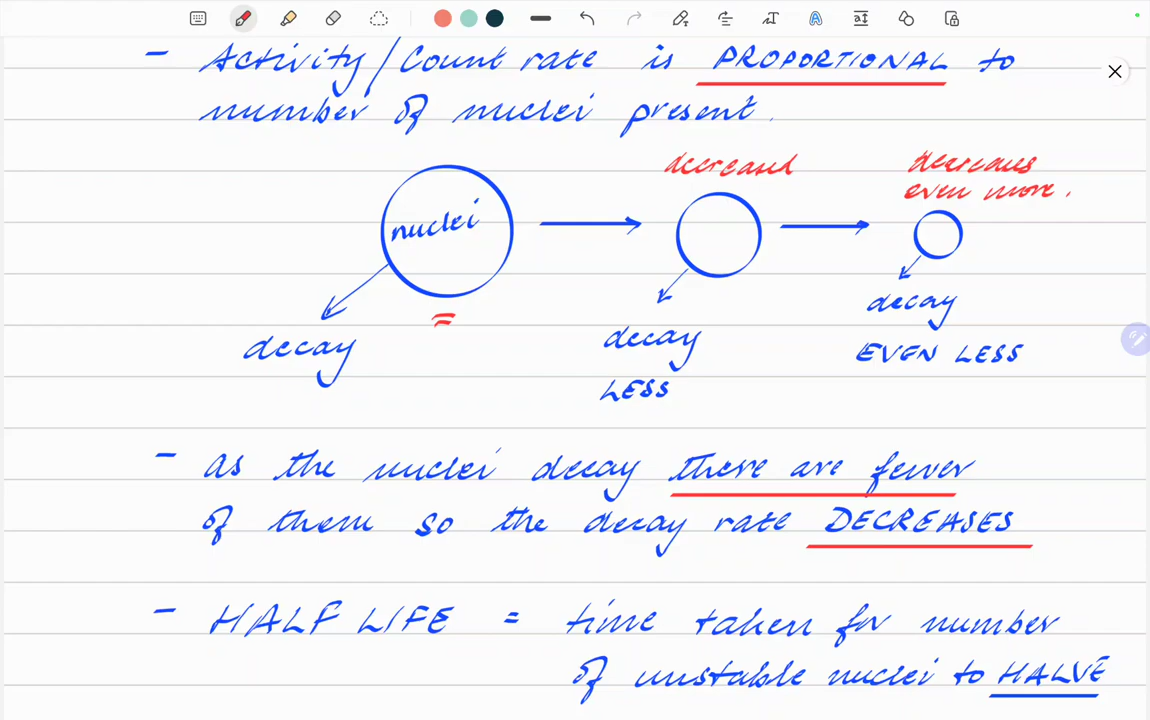 - Activity/Count rate is PROPORTIONAL to
number of nuclei present.
decreased
decreases
even more.
nuclei
decay
decay
LESS
decay
EVEN LESS
- as the nuclei decay there are fewer
of them so the decay rate DECREASES
- HALF LIFE = time taken for number
of unstable nuclei to HALVE